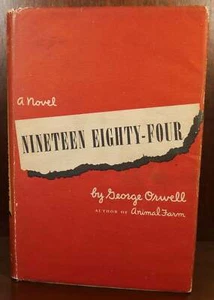 a Novel
NINETEEN EIGHTY-FOUR
by George Orwell
AUTHOR OF Animal Farm